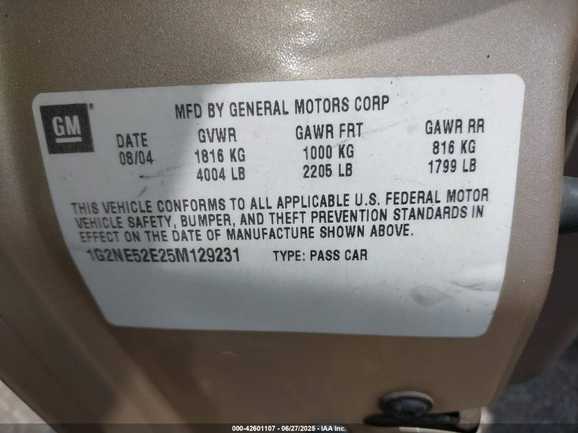 GM
MFD BY GENERAL MOTORS CORP
DATE GVWR GAWR FRT GAWR RR
08/04 1816 KG 1000 KG 816 KG
4004 LB 2205 LB 1799 LB
THIS VEHICLE CONFORMS TO ALL APPLICABLE U.S. FEDERAL MOTOR
VEHICLE SAFETY, BUMPER, AND THEFT PREVENTION STANDARDS IN
EFFECT ON THE DATE OF MANUFACTURE SHOWN ABOVE.
1G2NE52E25M129231 TYPE: PASS CAR
000-42601107 - 06/27/2025 - IAA Inc.